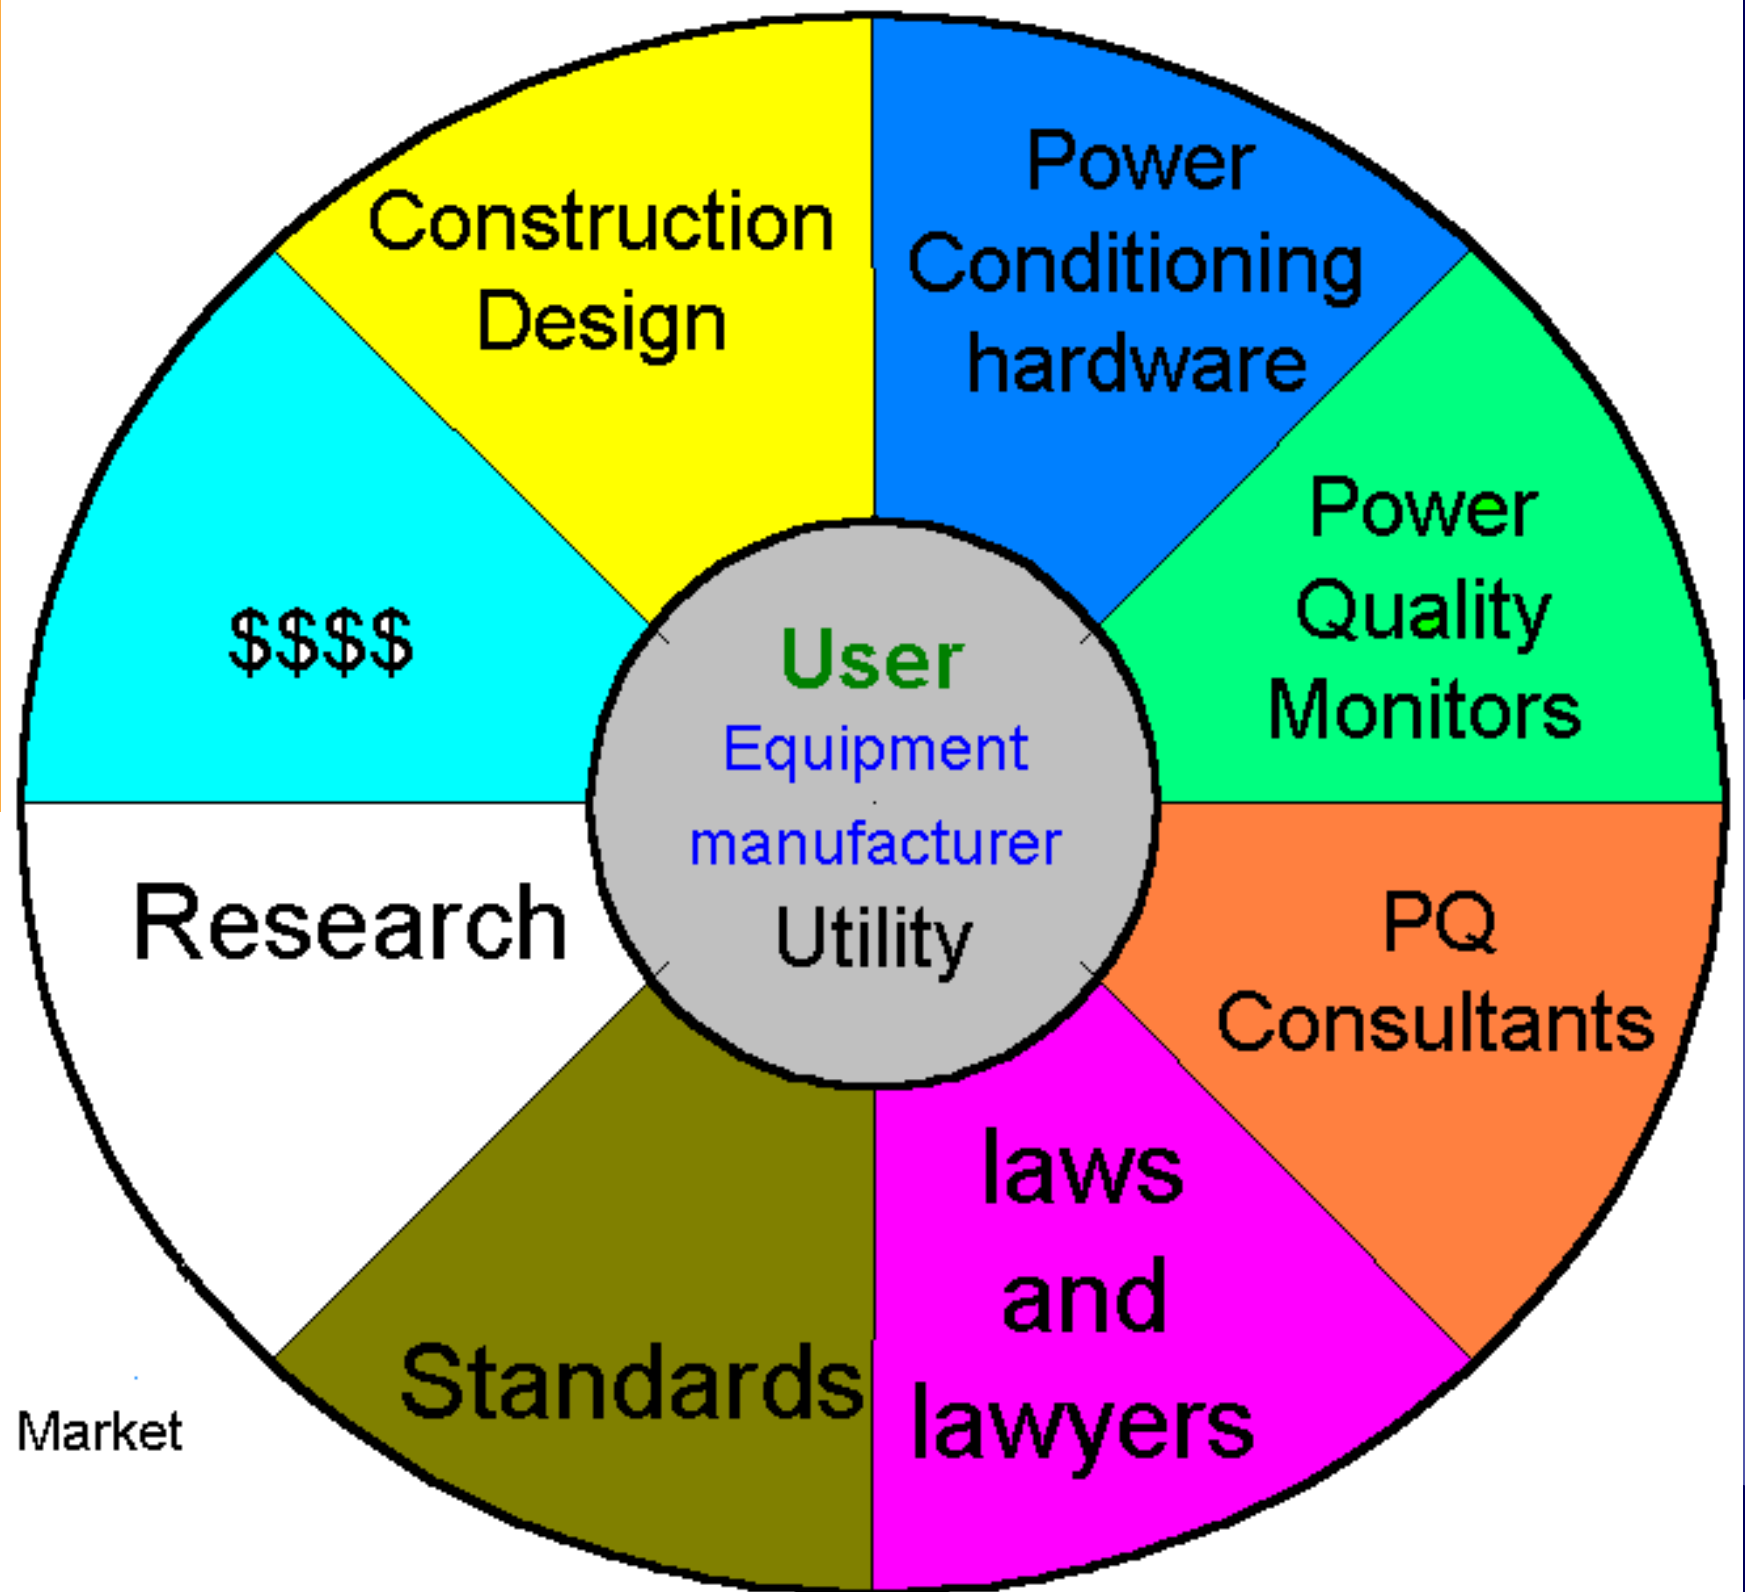 Construction
Design
Power
Conditioning
hardware
Power
Quality
Monitors
$$$$
User
Equipment
manufacturer
Utility
Research
PQ
Consultants
laws
and
lawyers
Standards
Market